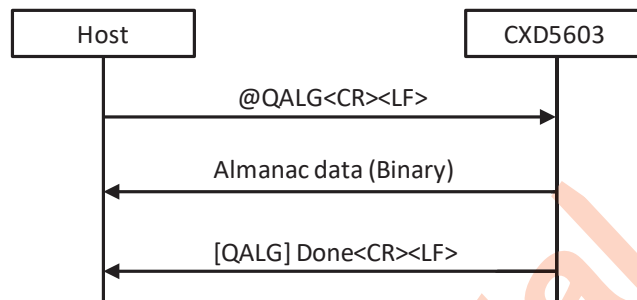 Host
CXD5603
@QALG<CR><LF>
Almanac data (Binary)
[QALG] Done<CR><LF>